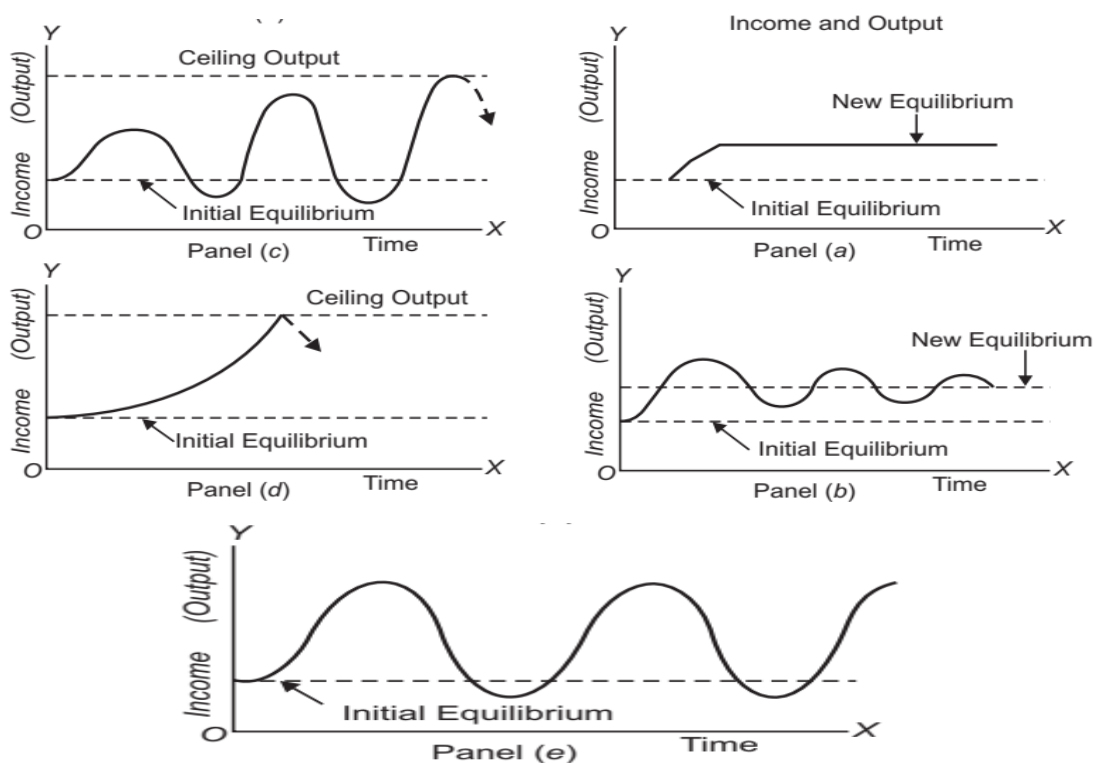 Y
Ceiling Output
Income (Output)
Initial Equilibrium
O
X
Panel (c)
Time
Income and Output
Y
Income (Output)
New Equilibrium
Initial Equilibrium
O
X
Panel (a)
Time
Y
Ceiling Output
Income (Output)
Initial Equilibrium
O
X
Panel (d)
Time
Y
Income (Output)
New Equilibrium
Initial Equilibrium
O
X
Panel (b)
Time
Y
Income (Output)
Initial Equilibrium
O
X
Panel (e)
Time